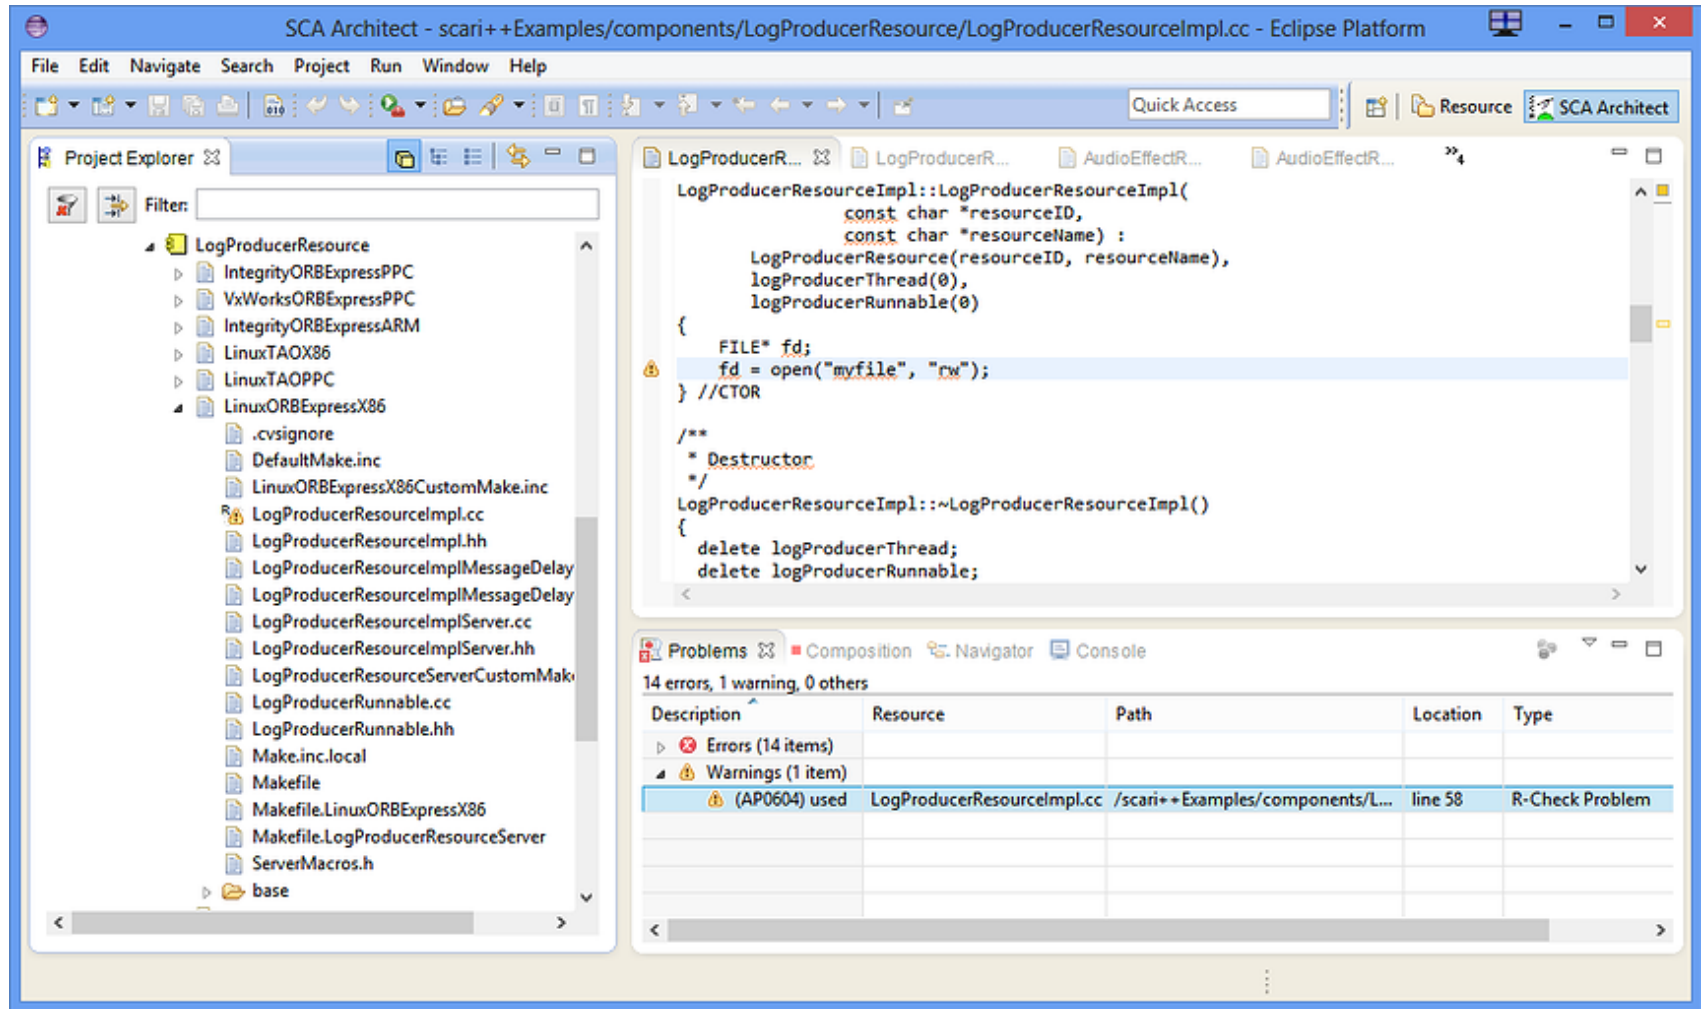 SCA Architect - scari++Examples/components/LogProducerResource/LogProducerResourceImpl.cc - Eclipse Platform
File Edit Navigate Search Project Run Window Help
010 Quick Access Resource SCA Architect
Project Explorer
Filter:
LogProducerResource
IntegrityORBExpressPPC
VxWorksORBExpressPPC
IntegrityORBExpressARM
LinuxTAOX86
LinuxTAOPPC
LinuxORBExpressX86
.cvsignore
DefaultMake.inc
LinuxORBExpressX86CustomMake.inc
LogProducerResourceImpl.cc
LogProducerResourceImpl.hh
LogProducerResourceImplMessageDelay
LogProducerResourceImplMessageDelay
LogProducerResourceImplServer.cc
LogProducerResourceImplServer.hh
LogProducerResourceServerCustomMak
LogProducerRunnable.cc
LogProducerRunnable.hh
Make.inc.local
Makefile
Makefile.LinuxORBExpressX86
Makefile.LogProducerResourceServer
ServerMacros.h
base
LogProducerR... LogProducerR... AudioEffectR... AudioEffectR... »4
LogProducerResourceImpl::LogProducerResourceImpl(
const char *resourceID,
const char *resourceName) :
LogProducerResource(resourceID, resourceName),
logProducerThread(0),
logProducerRunnable(0)
{
FILE* fd;
fd = open("myfile", "rw");
} //CTOR
/**
* Destructor
*/
LogProducerResourceImpl::~LogProducerResourceImpl()
{
delete logProducerThread;
delete logProducerRunnable;
Problems Composition Navigator Console
14 errors, 1 warning, 0 others
Description Resource Path Location Type
Errors (14 items)
Warnings (1 item)
(AP0604) used LogProducerResourceImpl.cc /scari++Examples/components/L... line 58 R-Check Problem